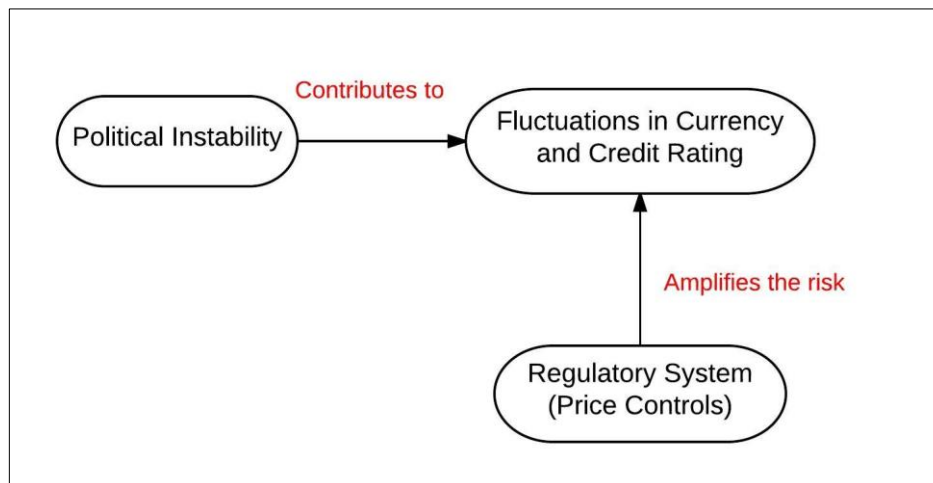 Contributes to
Political Instability
Fluctuations in Currency
and Credit Rating
Amplifies the risk
Regulatory System
(Price Controls)